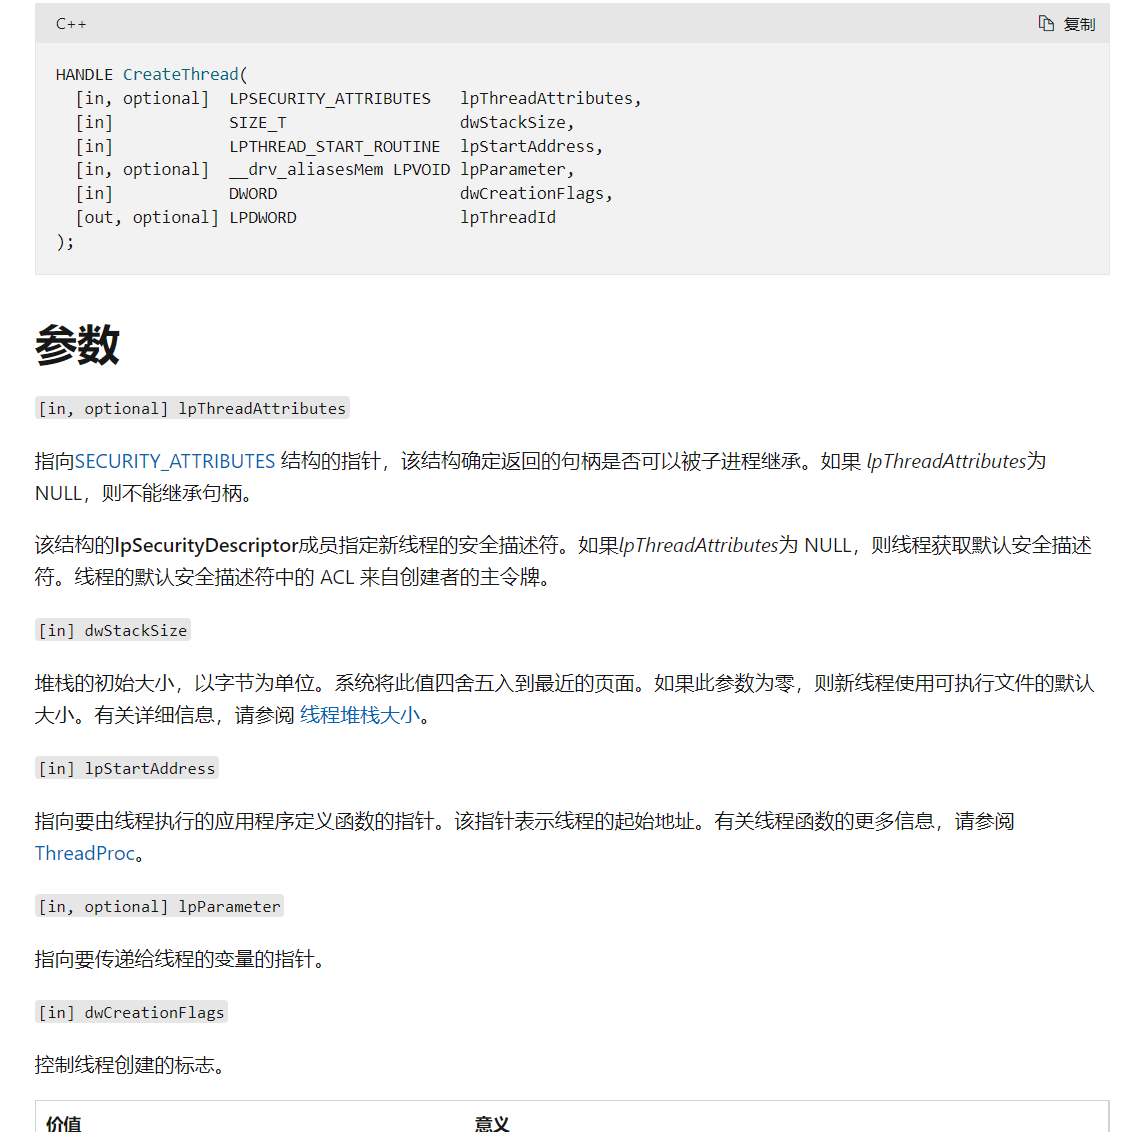 C++ 复制
HANDLE CreateThread(
[in, optional] LPSECURITY_ATTRIBUTES lpThreadAttributes,
[in] SIZE_T dwStackSize,
[in] LPTHREAD_START_ROUTINE lpStartAddress,
[in, optional] __drv_aliasesMem LPVOID lpParameter,
[in] DWORD dwCreationFlags,
[out, optional] LPDWORD lpThreadId
);
参数
[in, optional] lpThreadAttributes
指向SECURITY_ATTRIBUTES 结构的指针，该结构确定返回的句柄是否可以被子进程继承。如果 lpThreadAttributes为
NULL，则不能继承句柄。
该结构的lpSecurityDescriptor成员指定新线程的安全描述符。如果lpThreadAttributes为 NULL，则线程获取默认安全描述
符。线程的默认安全描述符中的 ACL 来自创建者的主令牌。
[in] dwStackSize
堆栈的初始大小，以字节为单位。系统将此值四舍五入到最近的页面。如果此参数为零，则新线程使用可执行文件的默认
大小。有关详细信息，请参阅 线程堆栈大小。
[in] lpStartAddress
指向要由线程执行的应用程序定义函数的指针。该指针表示线程的起始地址。有关线程函数的更多信息，请参阅
ThreadProc。
[in, optional] lpParameter
指向要传递给线程的变量的指针。
[in] dwCreationFlags
控制线程创建的标志。
价值 意义